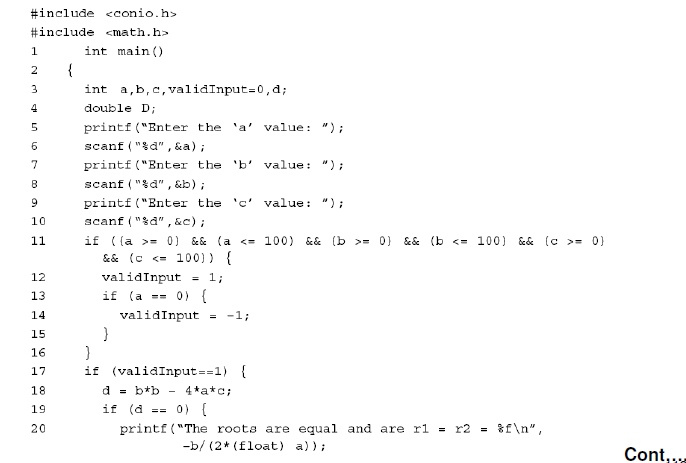 #include <conio.h>
#include <math.h>
1 int main()
2 {
3 int a,b,c,validInput=0,d;
4 double D;
5 printf("Enter the ‘a’ value: ");
6 scanf("%d",&a);
7 printf("Enter the ‘b’ value: ");
8 scanf("%d",&b);
9 printf("Enter the ‘c’ value: ");
10 scanf("%d",&c);
11 if ((a >= 0) && (a <= 100) && (b >= 0) && (b <= 100) && (c >= 0)
&& (c <= 100)) {
12 validInput = 1;
13 if (a == 0) {
14 validInput = -1;
15 }
16 }
17 if (validInput==1) {
18 d = b*b - 4*a*c;
19 if (d == 0) {
20 printf("The roots are equal and are r1 = r2 = %f\n",
-b/(2*(float) a));
Cont....